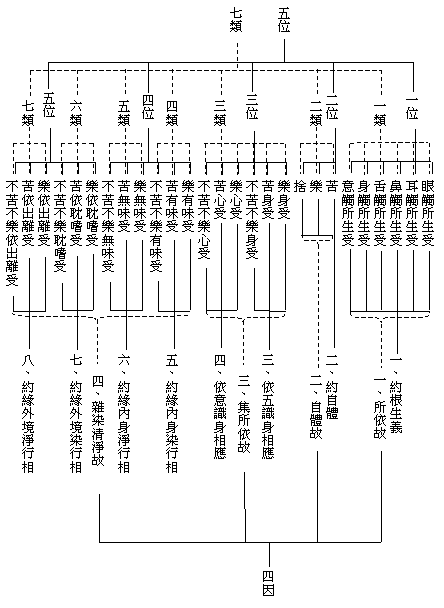 五位
七類
一位
一類
二位
二類
三位
三類
四類
四位
五類
六類
五位
七類
眼觸所生受
耳觸所生受
鼻觸所生受
舌觸所生受
身觸所生受
意觸所生受
苦
樂
捨
樂身受
苦身受
不苦不樂身受
樂心受
苦心受
不苦不樂心受
樂有味受
苦有味受
不苦不樂有味受
樂無味受
苦無味受
不苦不樂無味受
樂依耽嗜受
苦依耽嗜受
不苦不樂耽嗜受
樂依出離受
苦依出離受
不苦不樂依出離受
一、約根生義
一、所依故
二、約自體
二、自體故
三、依五識身相應
三、集所依故
四、依意識身相應
五、約緣內身染行相
六、約緣內身淨行相
四、雜染清淨故
七、約緣外境染行相
八、約緣外境淨行相
四因